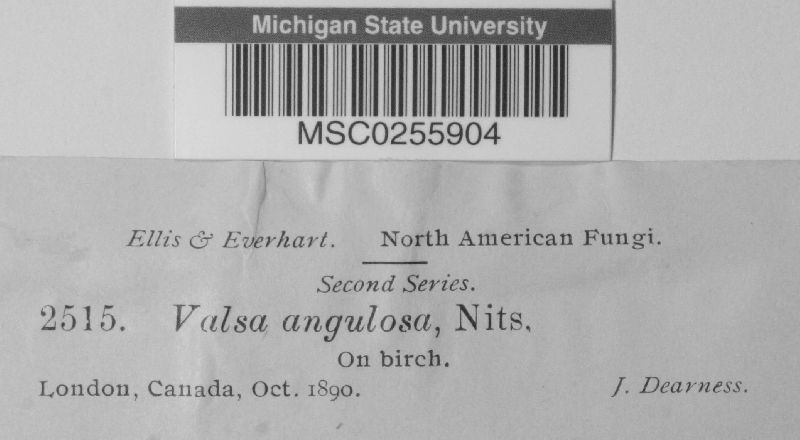 Michigan State University
MSC0255904
Ellis & Everhart. North American Fungi.
Second Series.
2515. Valsa angulosa, Nits.
On birch.
London, Canada, Oct. 1890. J. Dearness.